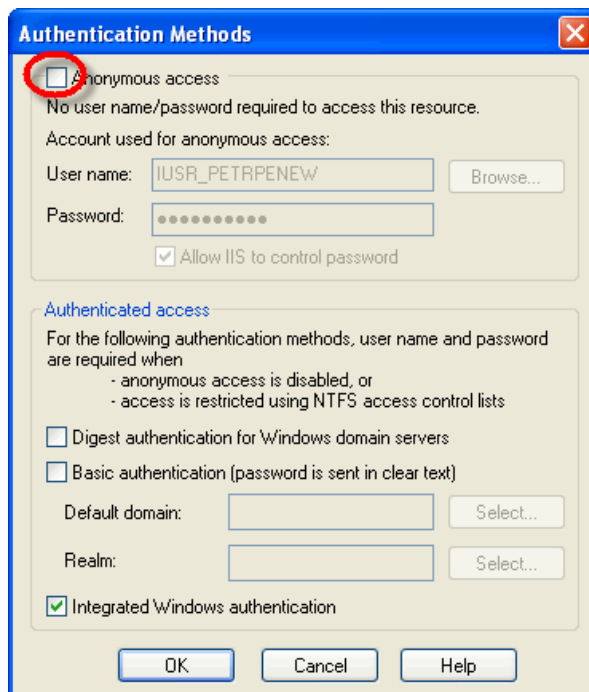 Authentication Methods
Anonymous access
No user name/password required to access this resource.
Account used for anonymous access:
User name: IUSR_PETRPENEW Browse...
Password: ●●●●●●●●●●
Allow IIS to control password
Authenticated access
For the following authentication methods, user name and password
are required when
- anonymous access is disabled, or
- access is restricted using NTFS access control lists
Digest authentication for Windows domain servers
Basic authentication (password is sent in clear text)
Default domain: Select...
Realm: Select...
Integrated Windows authentication
OK Cancel Help